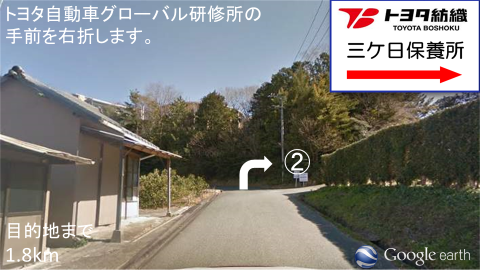 トヨタ自動車グローバル研修所の
手前を右折します。
トヨタ紡織
TOYOTA BOSHOKU
三ケ日保養所
②
目的地まで
1.8km
Google earth